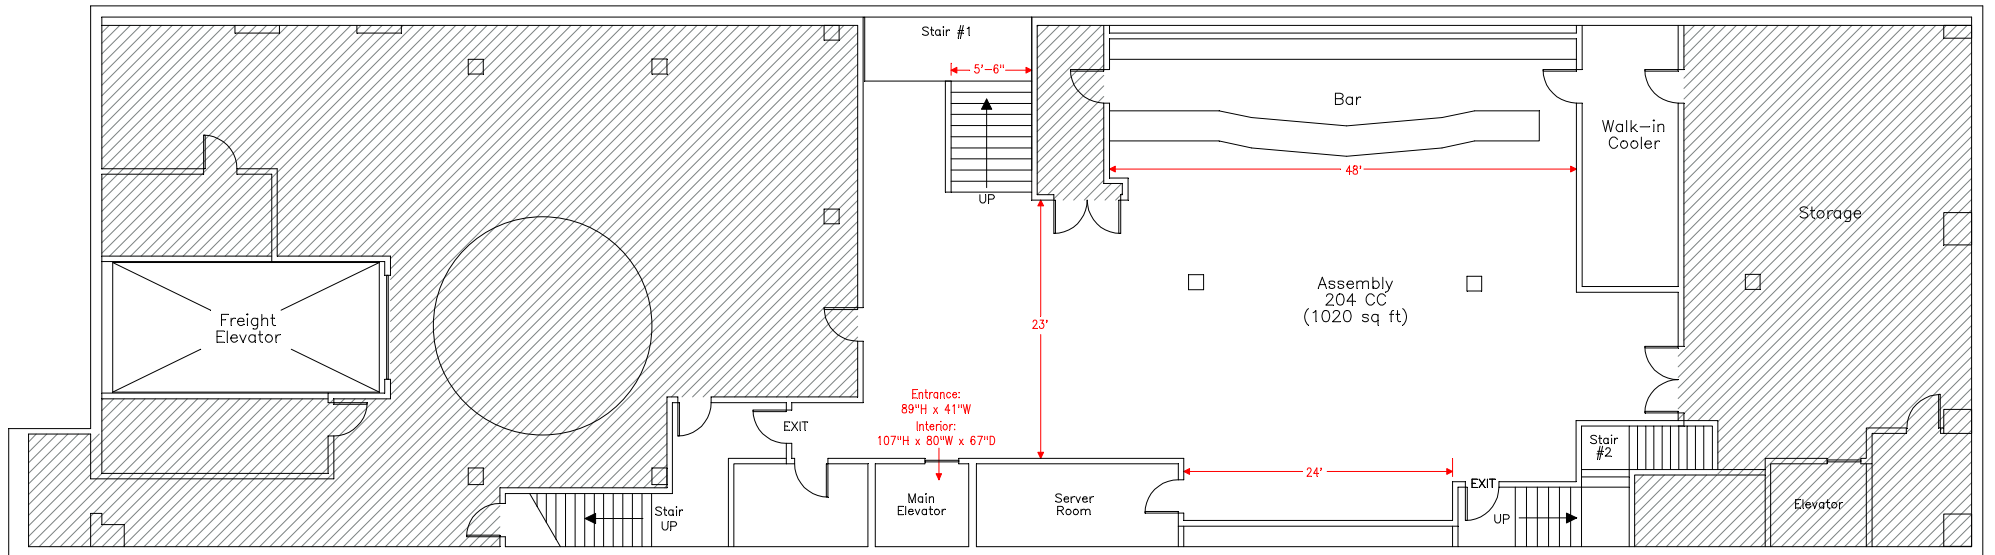 Stair #1
5'-6"
UP
Bar
48'
Walk-in
Cooler
Storage
Assembly
204 CC
(1020 sq ft)
Freight
Elevator
23'
Entrance:
89"H x 41"W
Interior:
107"H x 80"W x 67"D
EXIT
Stair
#2
24'
EXIT
Main
Elevator
Server
Room
Stair
UP
UP
Elevator